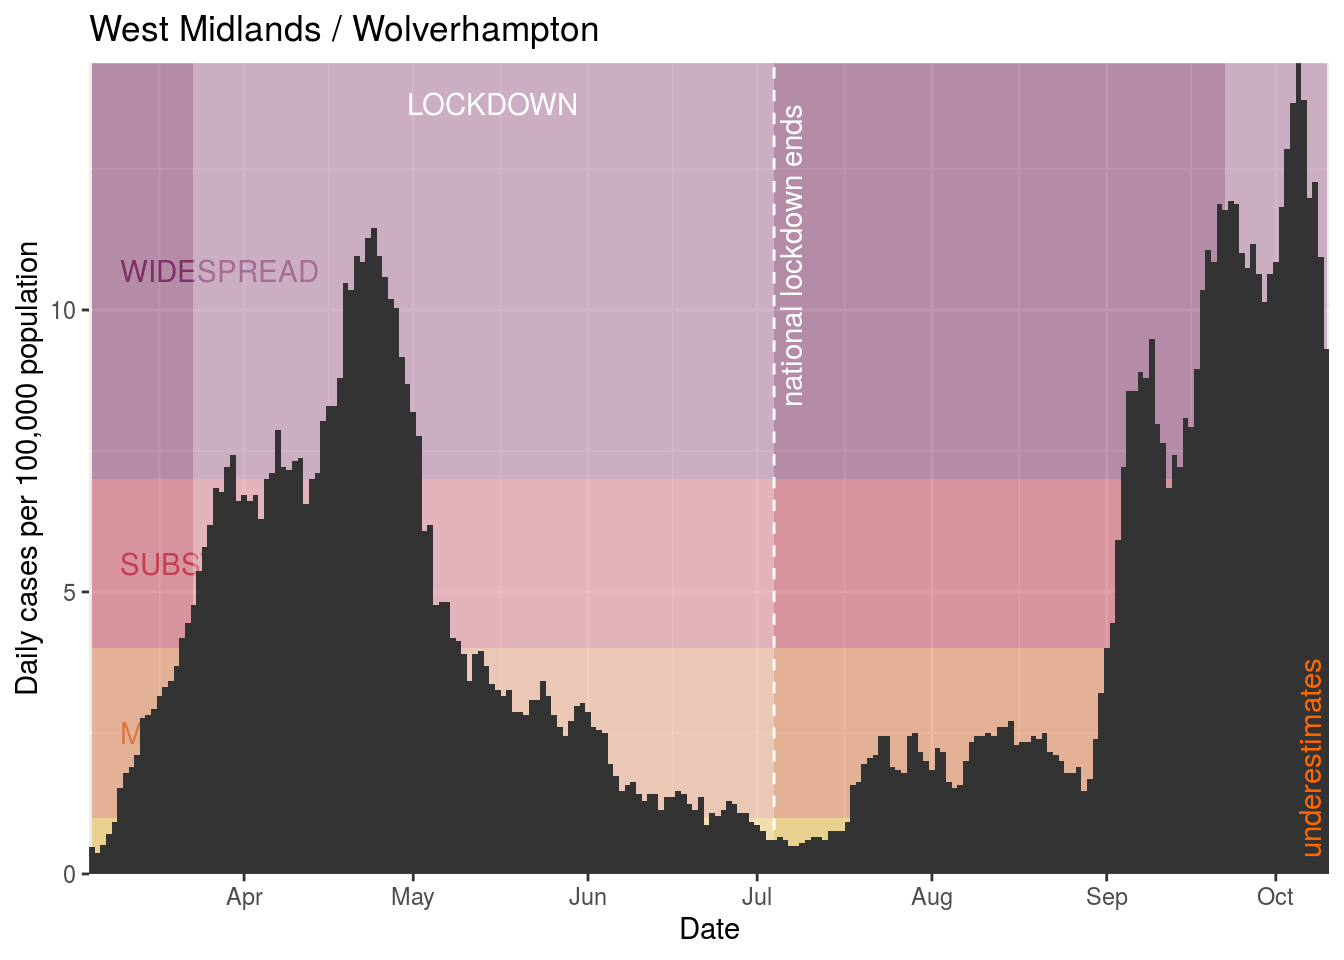 West Midlands / Wolverhampton
LOCKDOWN
national lockdown ends
WIDESPREAD
SUBS
M
underestimates
Daily cases per 100,000 population
10
5
0
Apr May Jun Jul Aug Sep Oct
Date